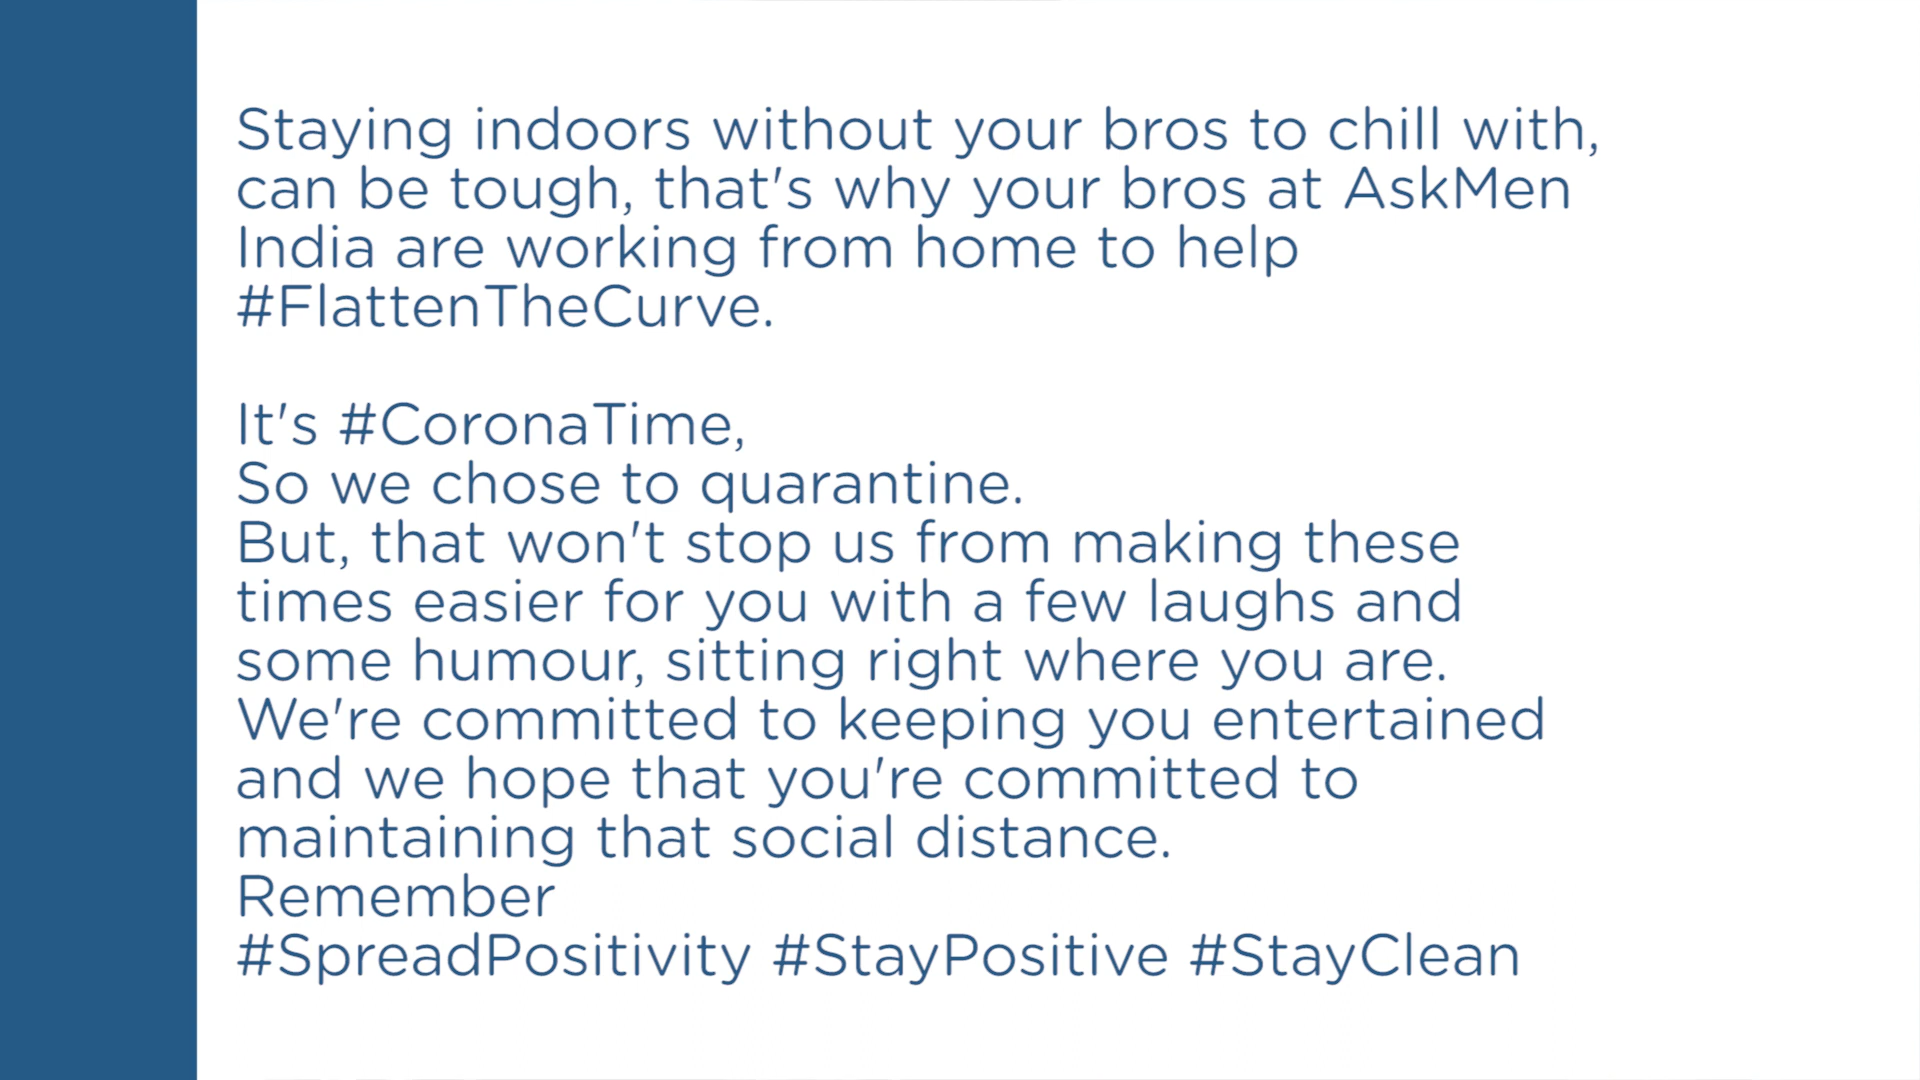 Staying indoors without your bros to chill with,
can be tough, that's why your bros at AskMen
India are working from home to help
#FlattenTheCurve.
It's #CoronaTime,
So we chose to quarantine.
But, that won't stop us from making these
times easier for you with a few laughs and
some humour, sitting right where you are.
We're committed to keeping you entertained
and we hope that you're committed to
maintaining that social distance.
Remember
#SpreadPositivity #StayPositive #StayClean